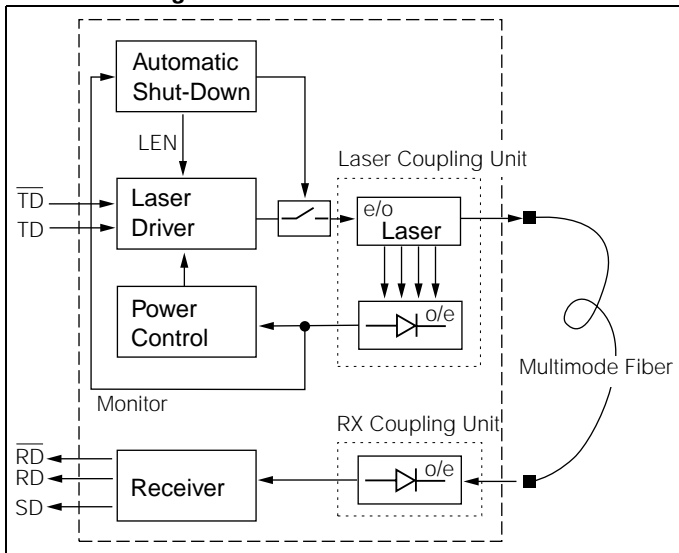 Automatic
Shut-Down
LEN
Laser Coupling Unit
TD
TD
Laser
Driver
e/o
Laser
Power
Control
o/e
Multimode Fiber
Monitor
RX Coupling Unit
RD
RD
SD
Receiver
o/e